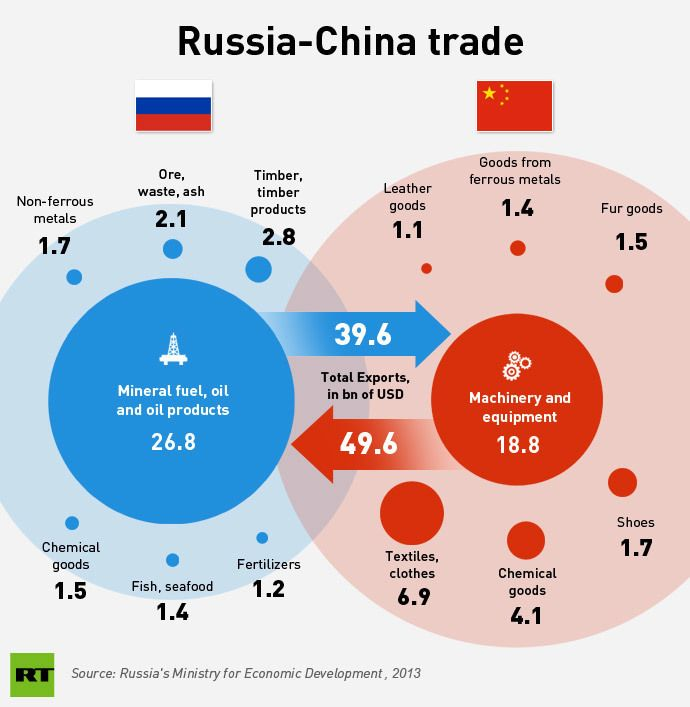 Russia-China trade
Non-ferrous
metals
1.7
Ore,
waste, ash
2.1
Timber,
timber
products
2.8
Leather
goods
1.1
Goods from
ferrous metals
1.4
Fur goods
1.5
39.6
Mineral fuel, oil
and oil products
26.8
Total Exports,
in bn of USD
Machinery and
equipment
18.8
49.6
Chemical
goods
1.5
Fish, seafood
1.4
Fertilizers
1.2
Textiles,
clothes
6.9
Chemical
goods
4.1
Shoes
1.7
RT
Source: Russia's Ministry for Economic Development , 2013